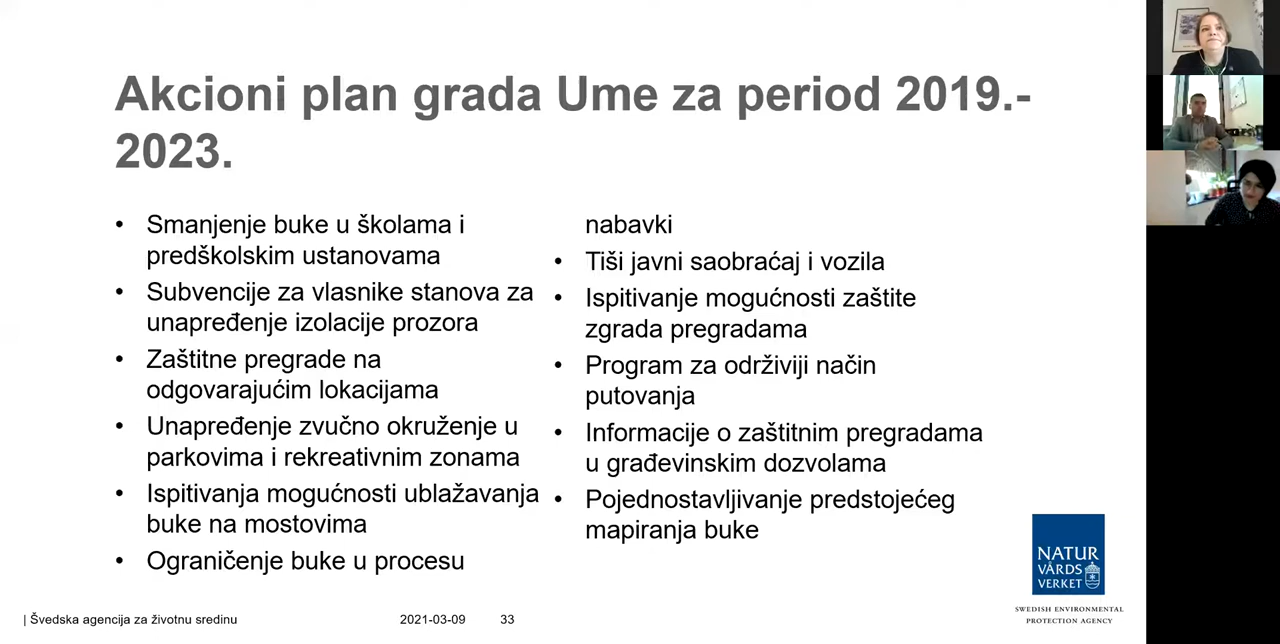 Akcioni plan grada Ume za period 2019.-
2023.
• Smanjenje buke u školama i
predškolskim ustanovama
• Subvencije za vlasnike stanova za
unapređenje izolacije prozora
• Zaštitne pregrade na
odgovarajućim lokacijama
• Unapređenje zvučno okruženje u
parkovima i rekreativnim zonama
• Ispitivanja mogućnosti ublažavanja
buke na mostovima
• Ograničenje buke u procesu
nabavki
• Tiši javni saobraćaj i vozila
• Ispitivanje mogućnosti zaštite
zgrada pregradama
• Program za održiviji način
putovanja
• Informacije o zaštitnim pregradama
u građevinskim dozvolama
• Pojednostavljivanje predstojećeg
mapiranja buke
NATUR
VÅRDS
VERKET
SWEDISH ENVIRONMENTAL
PROTECTION AGENCY
| Švedska agencija za životnu sredinu 2021-03-09 33